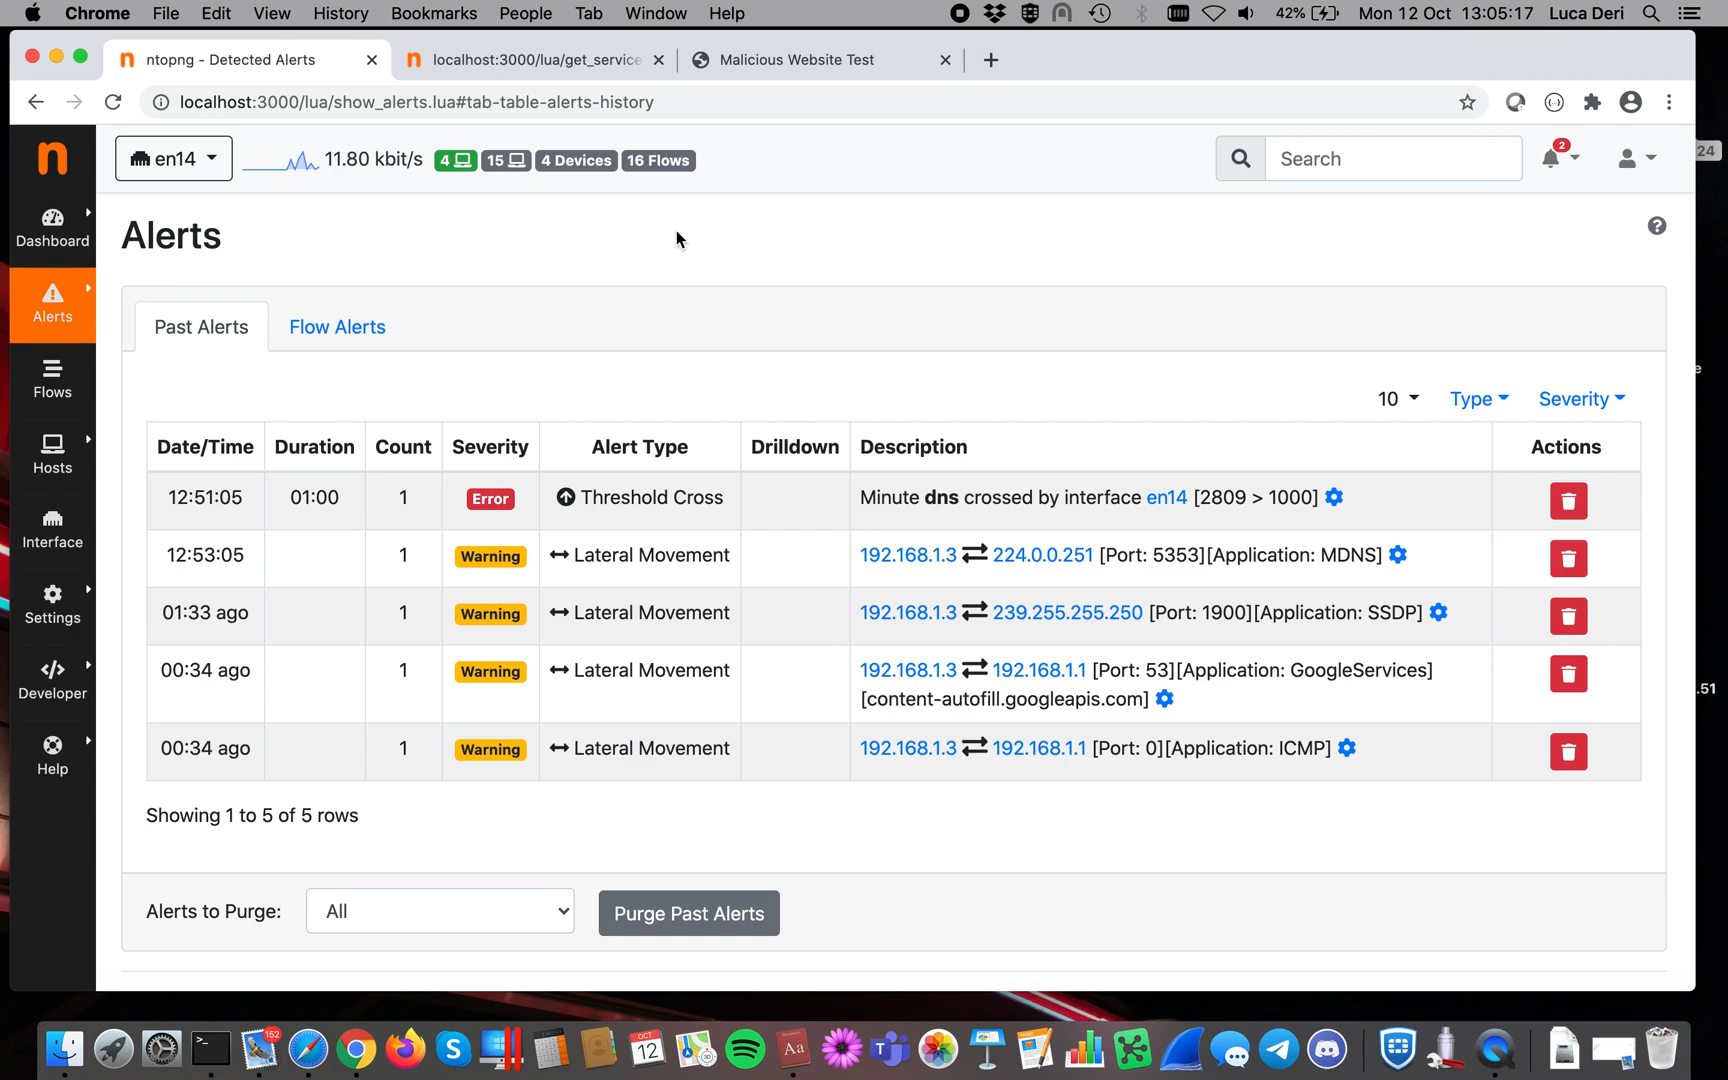 Chrome File Edit View History Bookmarks People Tab Window Help 42% Mon 12 Oct 13:05:17 Luca Deri
ntopng - Detected Alerts localhost:3000/lua/get_service Malicious Website Test
localhost:3000/lua/show_alerts.lua#tab-table-alerts-history
en14 11.80 kbit/s 4 15 4 Devices 16 Flows Search 2
24
Dashboard
Alerts
Flows
Hosts
Interface
Settings
Developer
Help
Alerts
Past Alerts Flow Alerts
10 Type Severity
Date/Time Duration Count Severity Alert Type Drilldown Description Actions
12:51:05 01:00 1 Error Threshold Cross Minute dns crossed by interface en14 [2809 > 1000]
12:53:05 1 Warning Lateral Movement 192.168.1.3 224.0.0.251 [Port: 5353][Application: MDNS]
01:33 ago 1 Warning Lateral Movement 192.168.1.3 239.255.255.250 [Port: 1900][Application: SSDP]
00:34 ago 1 Warning Lateral Movement 192.168.1.3 192.168.1.1 [Port: 53][Application: GoogleServices]
[content-autofill.googleapis.com]
.51
00:34 ago 1 Warning Lateral Movement 192.168.1.3 192.168.1.1 [Port: 0][Application: ICMP]
Showing 1 to 5 of 5 rows
Alerts to Purge: All Purge Past Alerts
152
OCT
12
3D
Aa